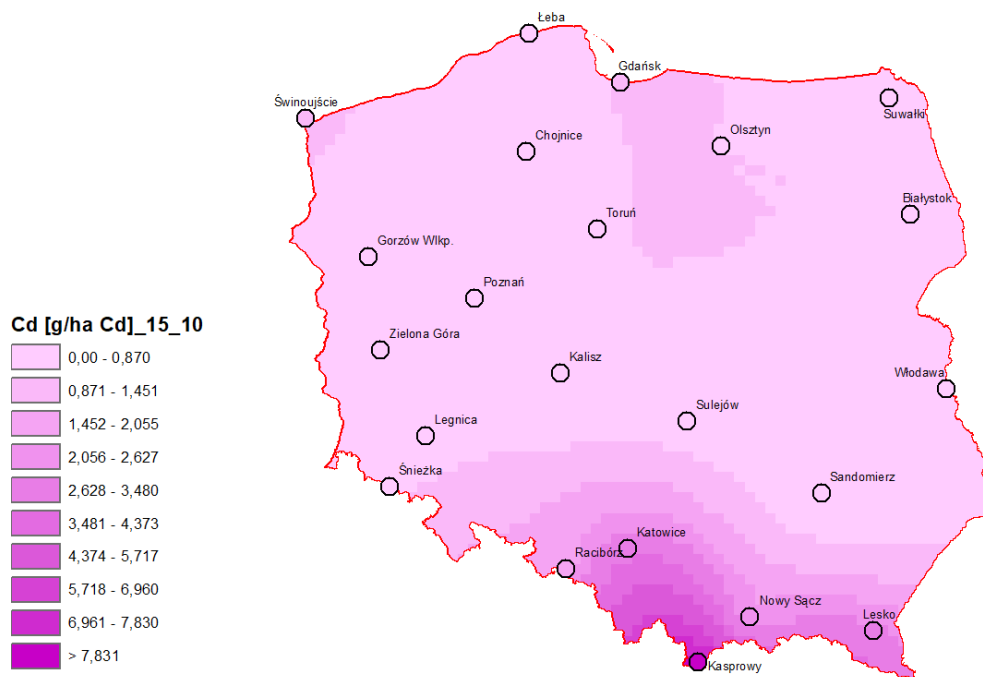 Łeba
Gdańsk
Świnoujście
Suwałki
Chojnice
Olsztyn
Białystok
Toruń
Gorzów Wlkp.
Poznań
Cd [g/ha Cd]_15_10
Zielona Góra
0,00 - 0,870
Kalisz
Włodawa
0,871 - 1,451
Sulejów
Legnica
1,452 - 2,055
2,056 - 2,627
Śnieżka
Sandomierz
2,628 - 3,480
3,481 - 4,373
Katowice
Racibórz
4,374 - 5,717
5,718 - 6,960
Nowy Sącz
Lesko
6,961 - 7,830
> 7,831
Kasprowy